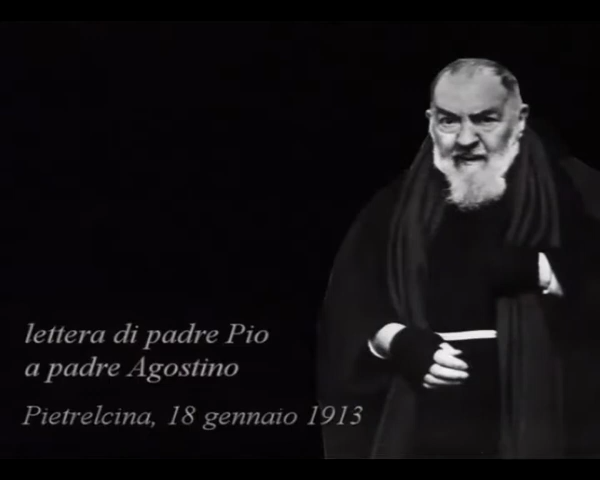 lettera di padre Pio
a padre Agostino
Pietrelcina, 18 gennaio 1913